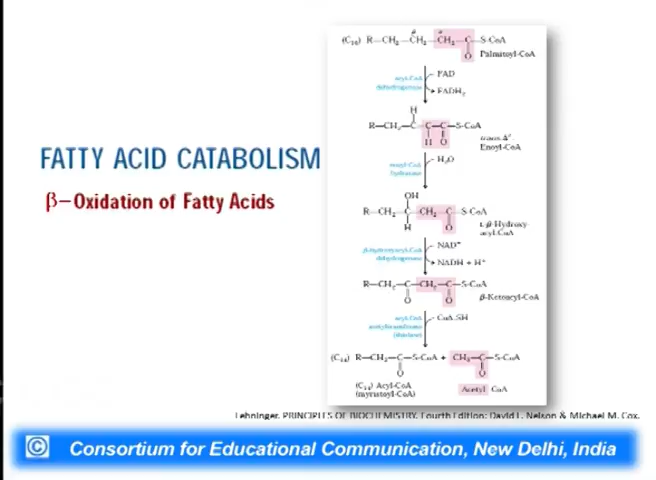 FATTY ACID CATABOLISM
β–Oxidation of Fatty Acids
(C₁₆) R—CH₂—CH₂—CH₂—C—S-CoA
β α
O
Palmitoyl-CoA
acyl-CoA
dehydrogenase
FAD
FADH₂
H
R—CH₂—C—C—C—S-CoA
H O
trans-Δ²-
Enoyl-CoA
enoyl-CoA
hydratase
H₂O
OH
R—CH₂—C—CH₂—C—S-CoA
H O
L-β-Hydroxy-
acyl-CoA
β-hydroxyacyl-CoA
dehydrogenase
NAD⁺
NADH + H⁺
R—CH₂—C—CH₂—C—S-CoA
O O
β-Ketoacyl-CoA
acyl-CoA
acetyltransferase
(thiolase)
CoA-SH
(C₁₄) R—CH₂—C—S-CoA + CH₃—C—S-CoA
O O
(C₁₄) Acyl-CoA
(myristoyl-CoA)
Acetyl CoA
Lehninger. PRINCIPLES OF BIOCHEMISTRY. Fourth Edition: David L. Nelson & Michael M. Cox.
© Consortium for Educational Communication, New Delhi, India